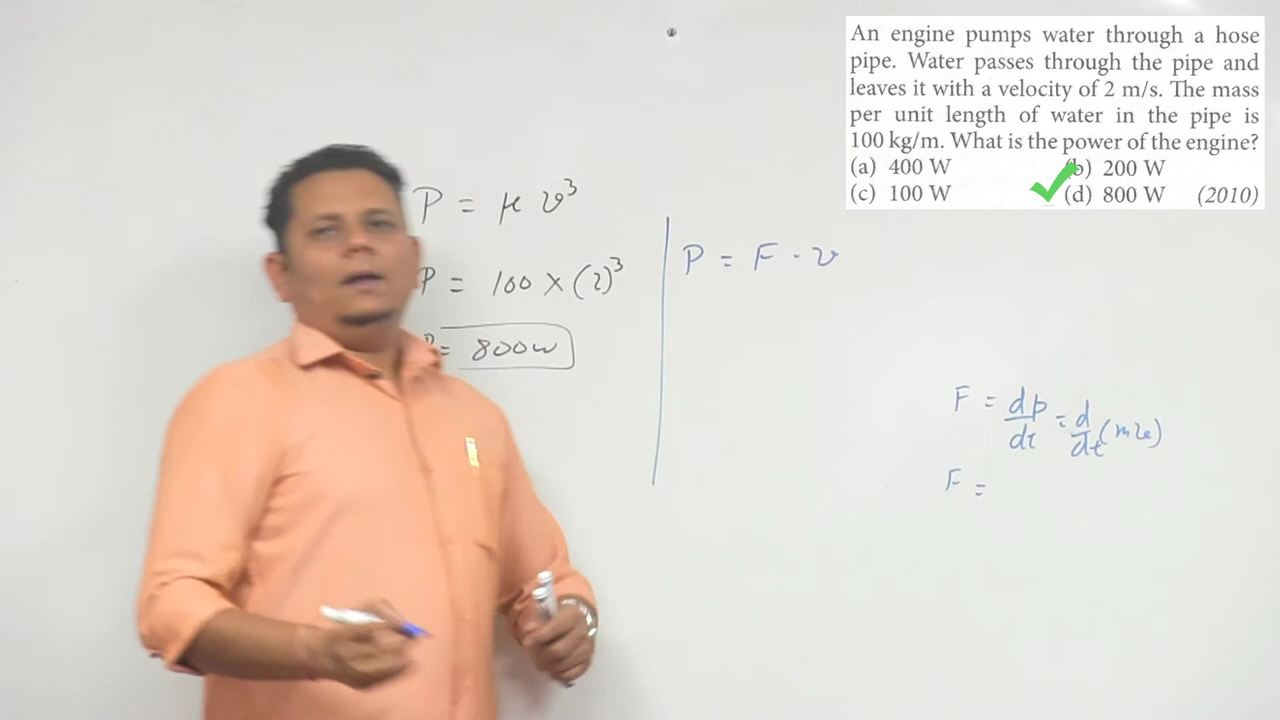 An engine pumps water through a hose
pipe. Water passes through the pipe and
leaves it with a velocity of 2 m/s. The mass
per unit length of water in the pipe is
100 kg/m. What is the power of the engine?
(a) 400 W (b) 200 W
(c) 100 W (d) 800 W (2010)
P = μ v³
P = 100 × (2)³
P = 800w
P = F · v
F = dp/dt = d/dt (mv)
F =